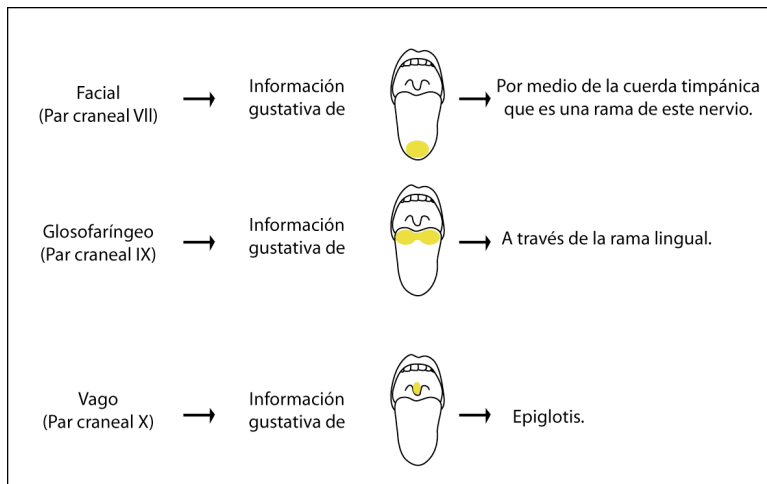 Facial
(Par craneal VII)
Información
gustativa de
Por medio de la cuerda timpánica
que es una rama de este nervio.
Glosofaríngeo
(Par craneal IX)
Información
gustativa de
A través de la rama lingual.
Vago
(Par craneal X)
Información
gustativa de
Epiglotis.